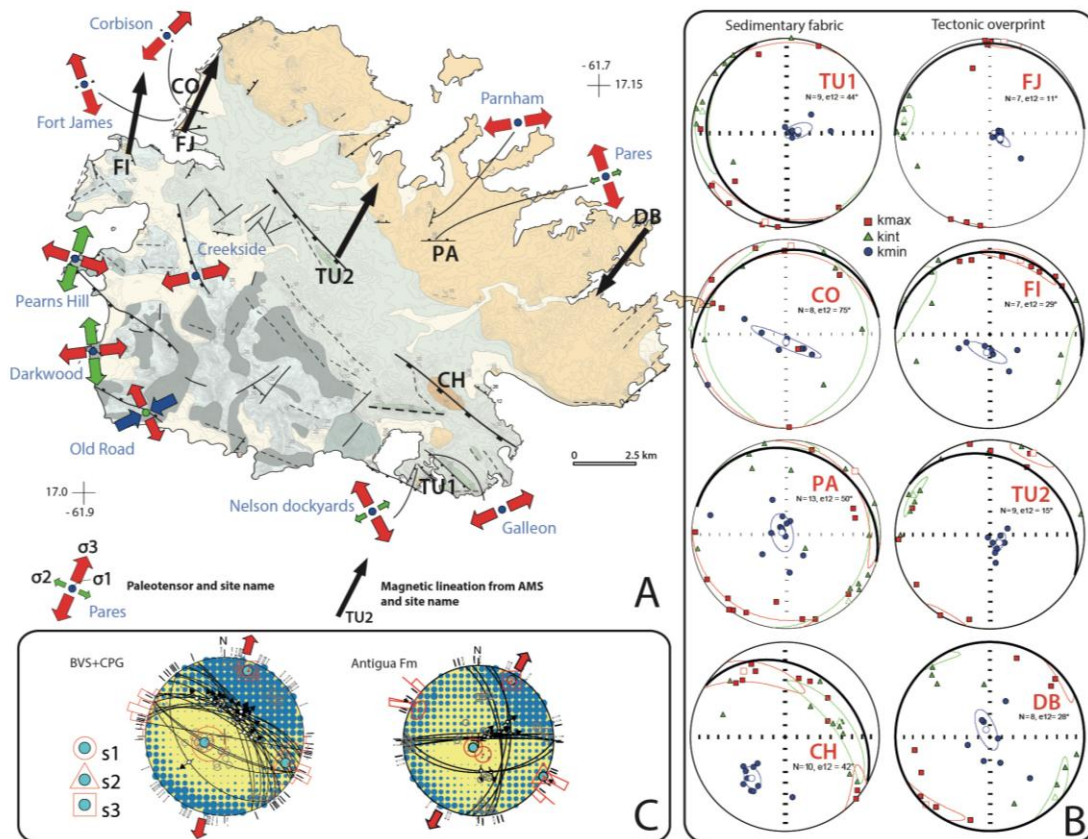 Corbison
CO
Fort James
FJ
FI
- 61.7
17.15
Parnham
Pares
DB
PA
TU2
Creekside
Pearns Hill
Darkwood
Old Road
CH
0 2.5 km
17.0
- 61.9
Nelson dockyards
TU1
Galleon
σ3
σ2
σ1
Pares
Paleotensor and site name
TU2
Magnetic lineation from AMS
and site name
A
Sedimentary fabric
Tectonic overprint
TU1
N=9, e12 = 44°
FJ
N=7, e12 = 11°
kmax
kint
kmin
CO
N=8, e12 = 75°
FI
N=7, e12 = 29°
PA
N=13, e12 = 50°
TU2
N=9, e12 = 15°
CH
N=10, e12 = 42°
DB
N=8, e12= 28°
B
BVS+CPG
N
Antigua Fm
N
s1
s2
s3
C